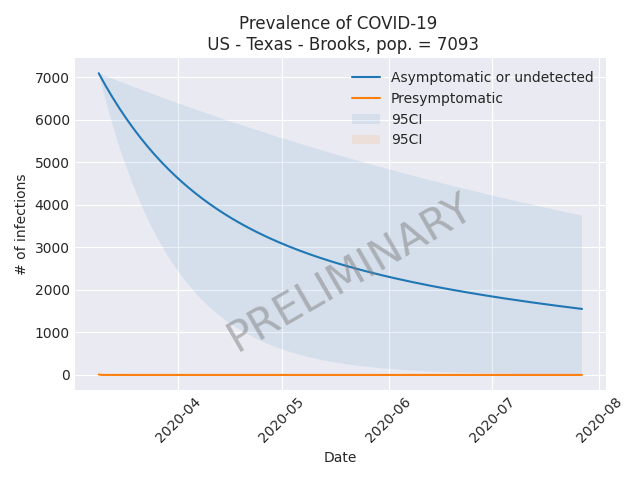 Prevalence of COVID-19
US - Texas - Brooks, pop. = 7093
7000
6000
5000
4000
3000
2000
1000
0
# of infections
Asymptomatic or undetected
Presymptomatic
95CI
95CI
PRELIMINARY
2020-04
2020-05
2020-06
2020-07
2020-08
Date